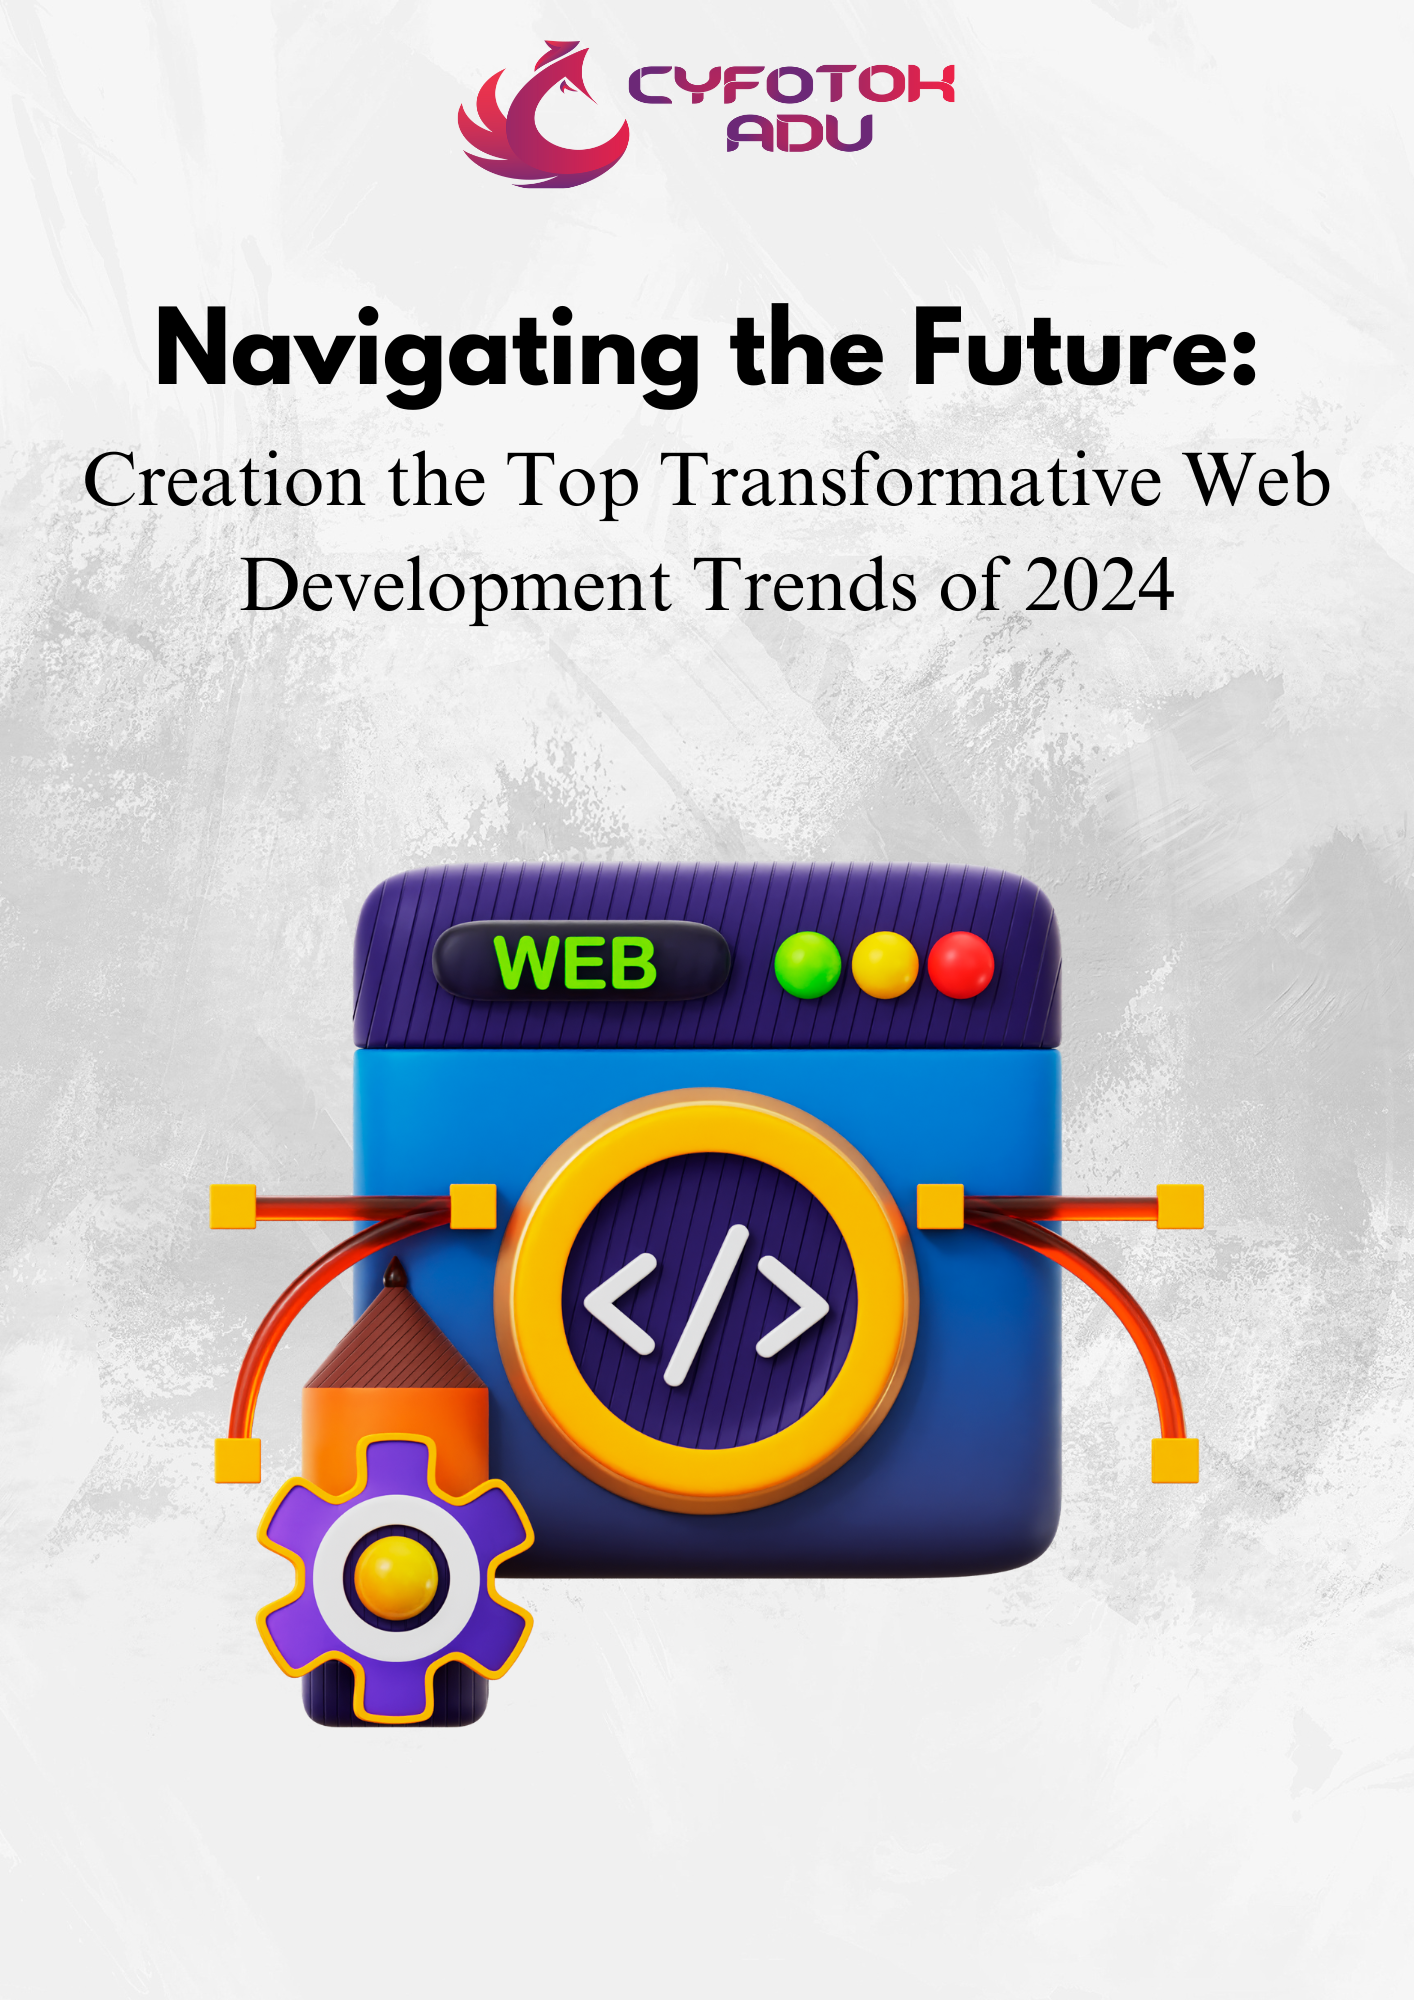 CYFOTOK
ADU
Navigating the Future:
Creation the Top Transformative Web
Development Trends of 2024
WEB
</>